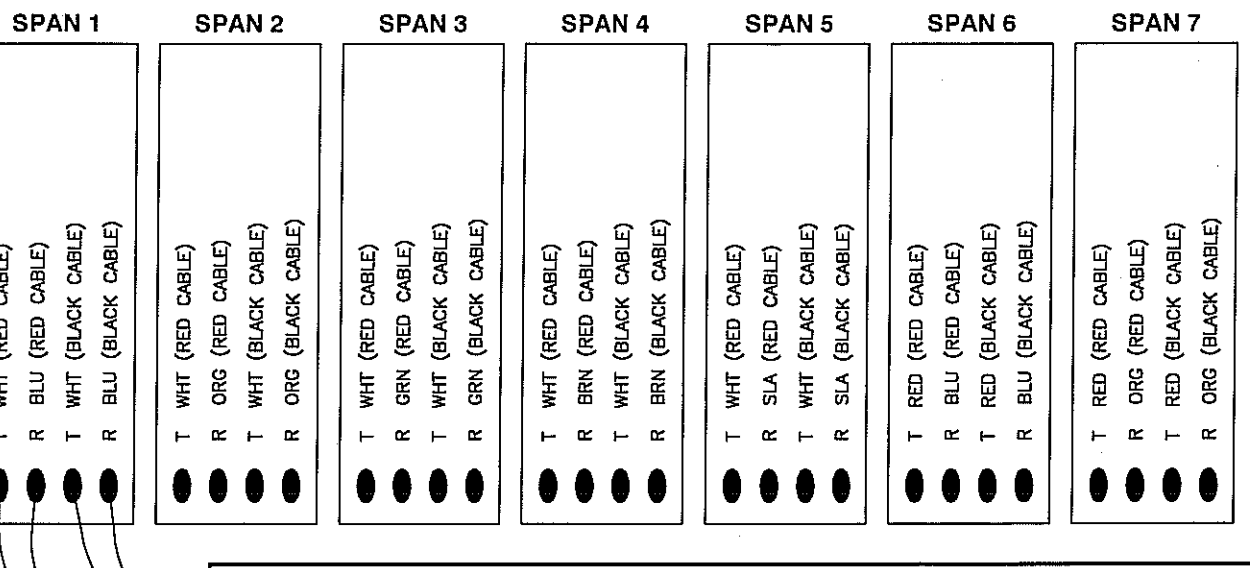 SPAN 1
T WHT (RED CABLE)
R BLU (RED CABLE)
T WHT (BLACK CABLE)
R BLU (BLACK CABLE)
SPAN 2
T WHT (RED CABLE)
R ORG (RED CABLE)
T WHT (BLACK CABLE)
R ORG (BLACK CABLE)
SPAN 3
T WHT (RED CABLE)
R GRN (RED CABLE)
T WHT (BLACK CABLE)
R GRN (BLACK CABLE)
SPAN 4
T WHT (RED CABLE)
R BRN (RED CABLE)
T WHT (BLACK CABLE)
R BRN (BLACK CABLE)
SPAN 5
T WHT (RED CABLE)
R SLA (RED CABLE)
T WHT (BLACK CABLE)
R SLA (BLACK CABLE)
SPAN 6
T RED (RED CABLE)
R BLU (RED CABLE)
T RED (BLACK CABLE)
R BLU (BLACK CABLE)
SPAN 7
T RED (RED CABLE)
R ORG (RED CABLE)
T RED (BLACK CABLE)
R ORG (BLACK CABLE)